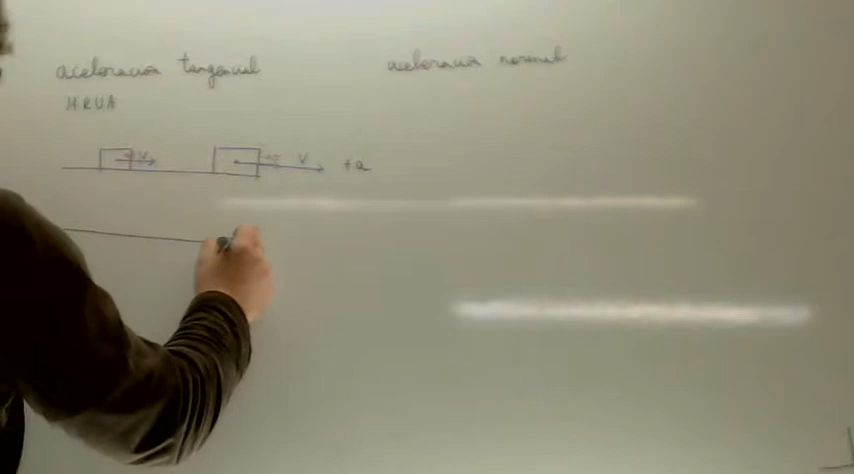 aceleración tangencial
aceleración normal
MRUA
V
V +a